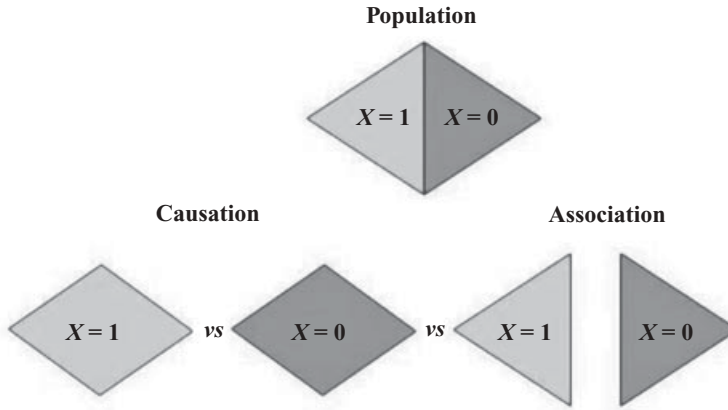 Population
X = 1 X = 0
Causation Association
X = 1 vs X = 0 vs X = 1 X = 0